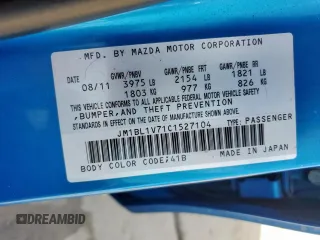 MFD. BY MAZDA MOTOR CORPORATION
GVWR/PNBV GAWR/PNBE FRT GAWR/PNBE RR
08/11 3975 LB 2154 LB 1821 LB
1803 KG 977 KG 826 KG
THIS VEHICLE CONFORMS TO ALL APPLICABLE
FEDERAL MOTOR VEHICLE SAFETY,
BUMPER, AND THEFT PREVENTION
STANDARDS IN EFFECT ON THE DATE OF
MANUFACTURE SHOWN ABOVE.
JM1BL1V71C1527104 TYPE: PASSENGER
BODY COLOR CODE: 41B MADE IN JAPAN
DREAMBID